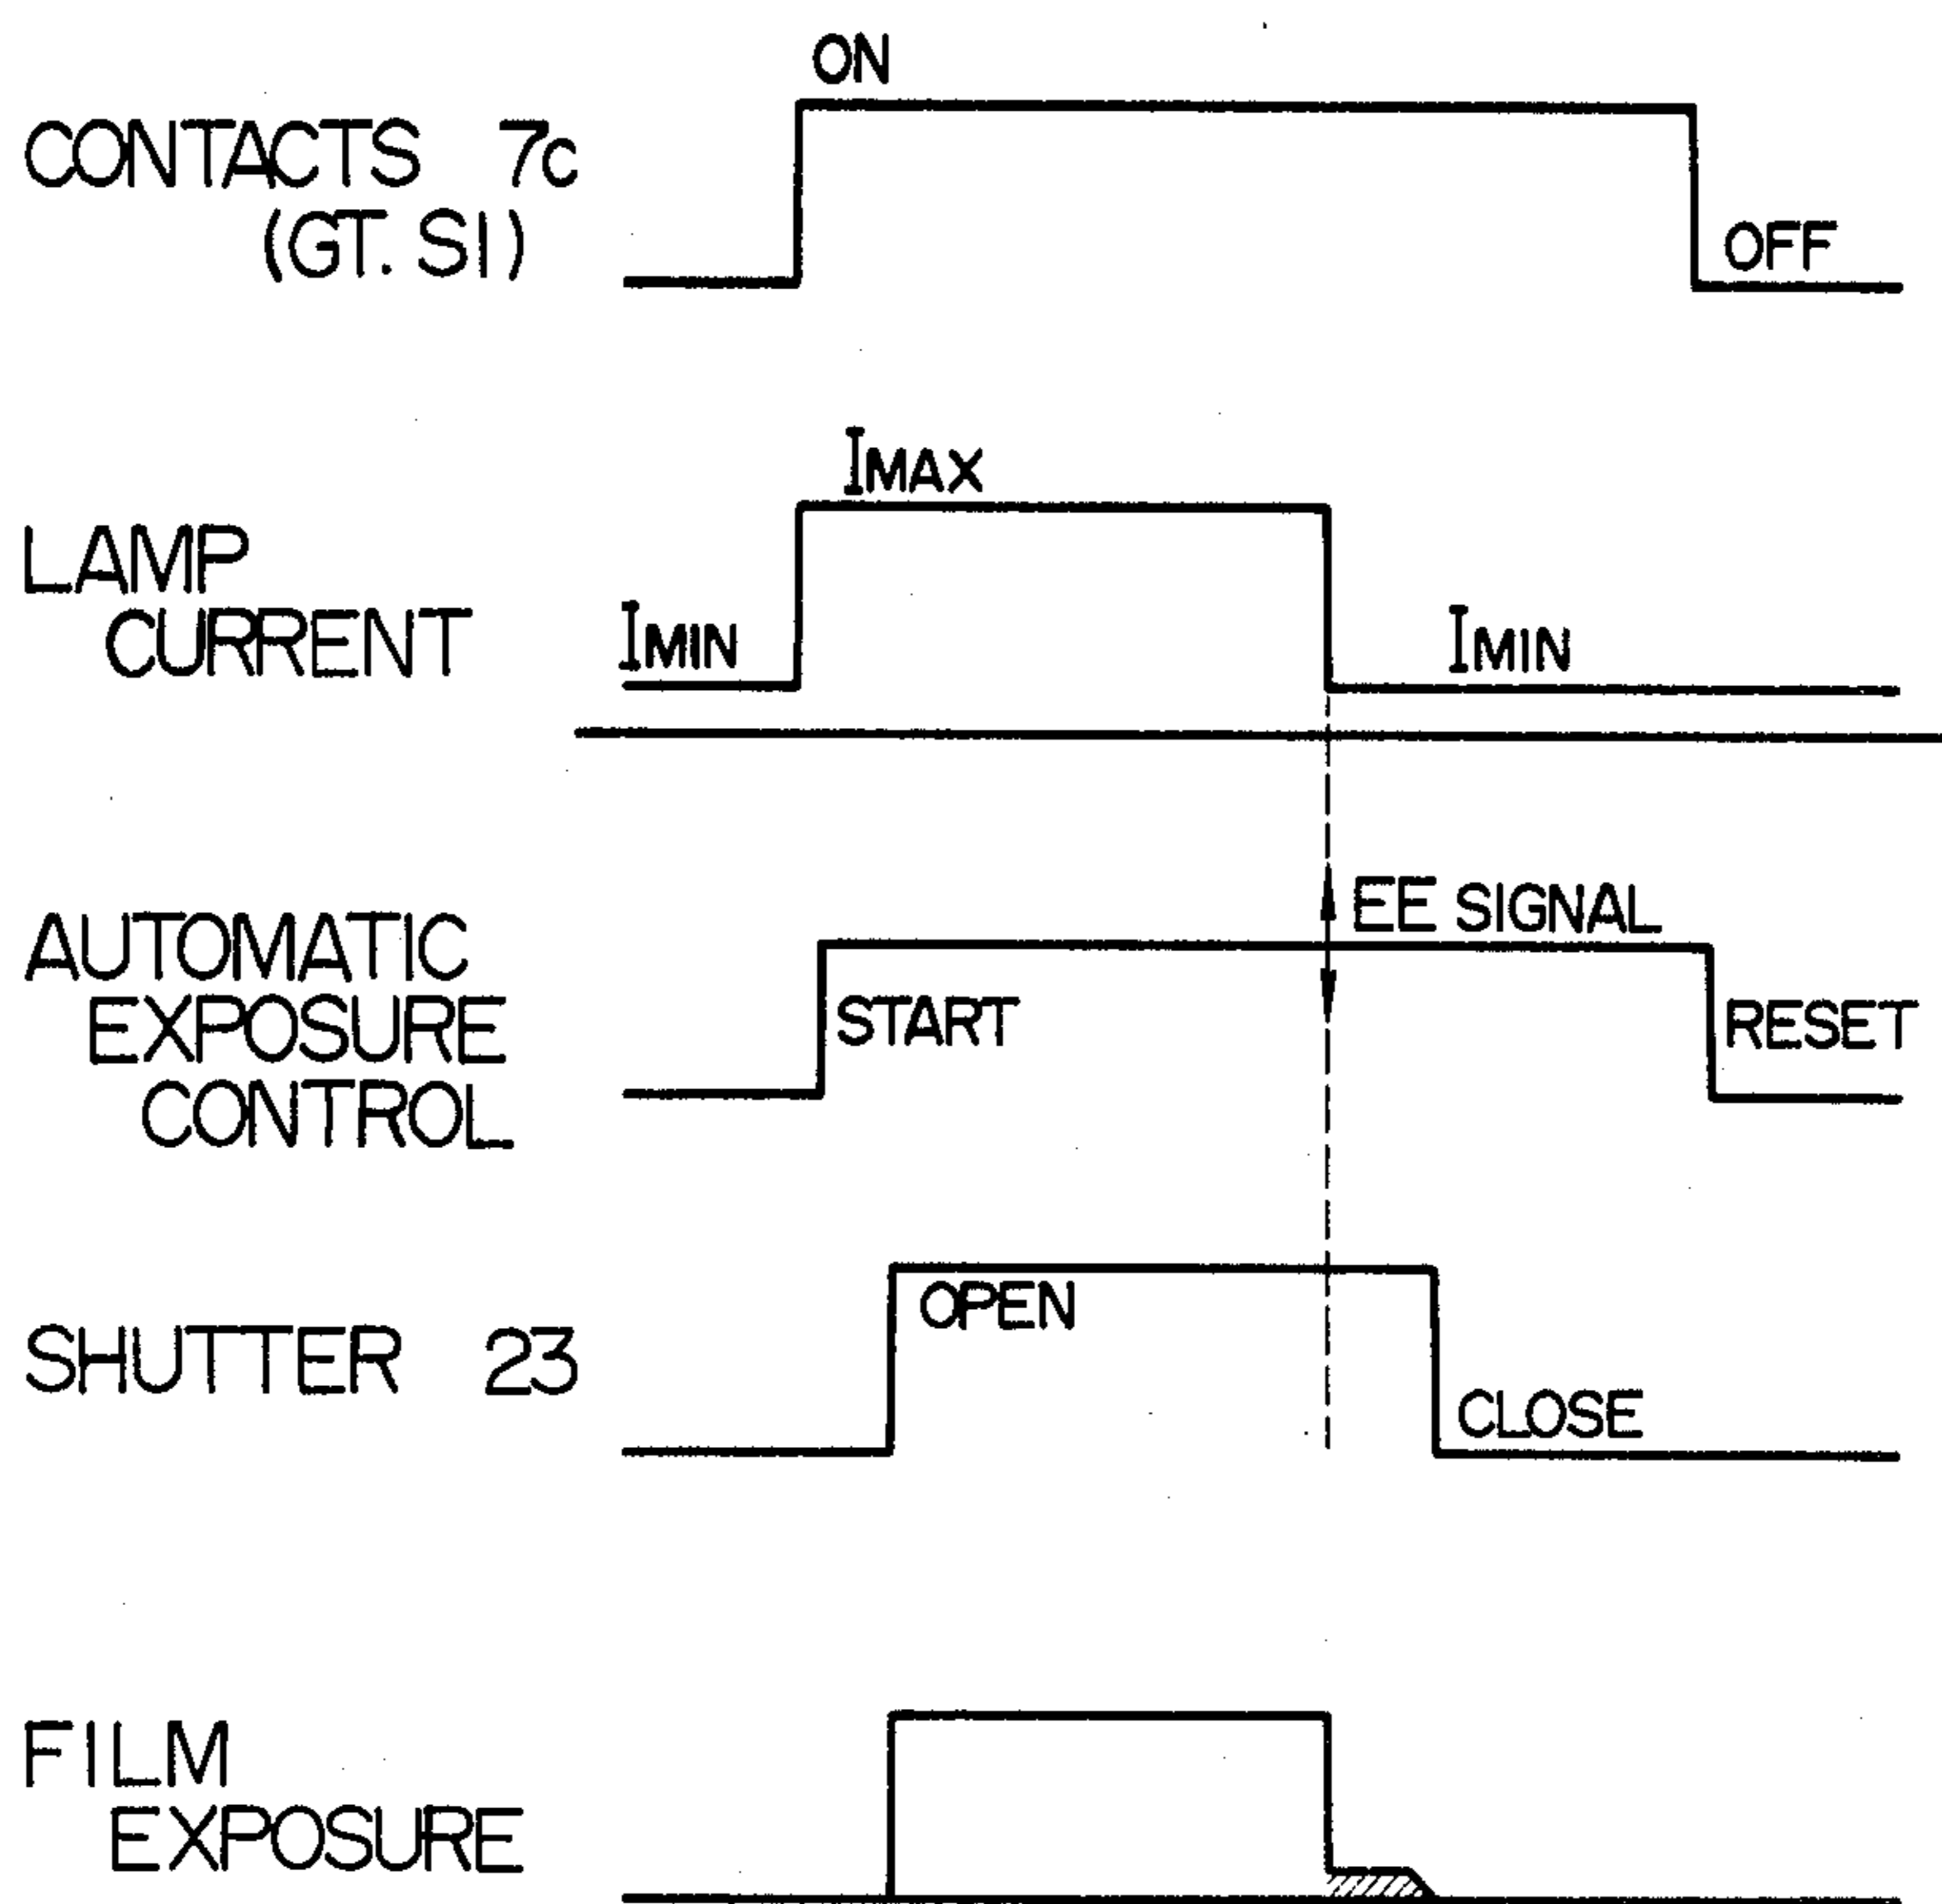 ON
CONTACTS 7c
(GT. S1)
OFF
IMAX
LAMP
CURRENT
IMIN
IMIN
EE SIGNAL
AUTOMATIC
EXPOSURE
CONTROL
START
RESET
OPEN
SHUTTER 23
CLOSE
FILM
EXPOSURE